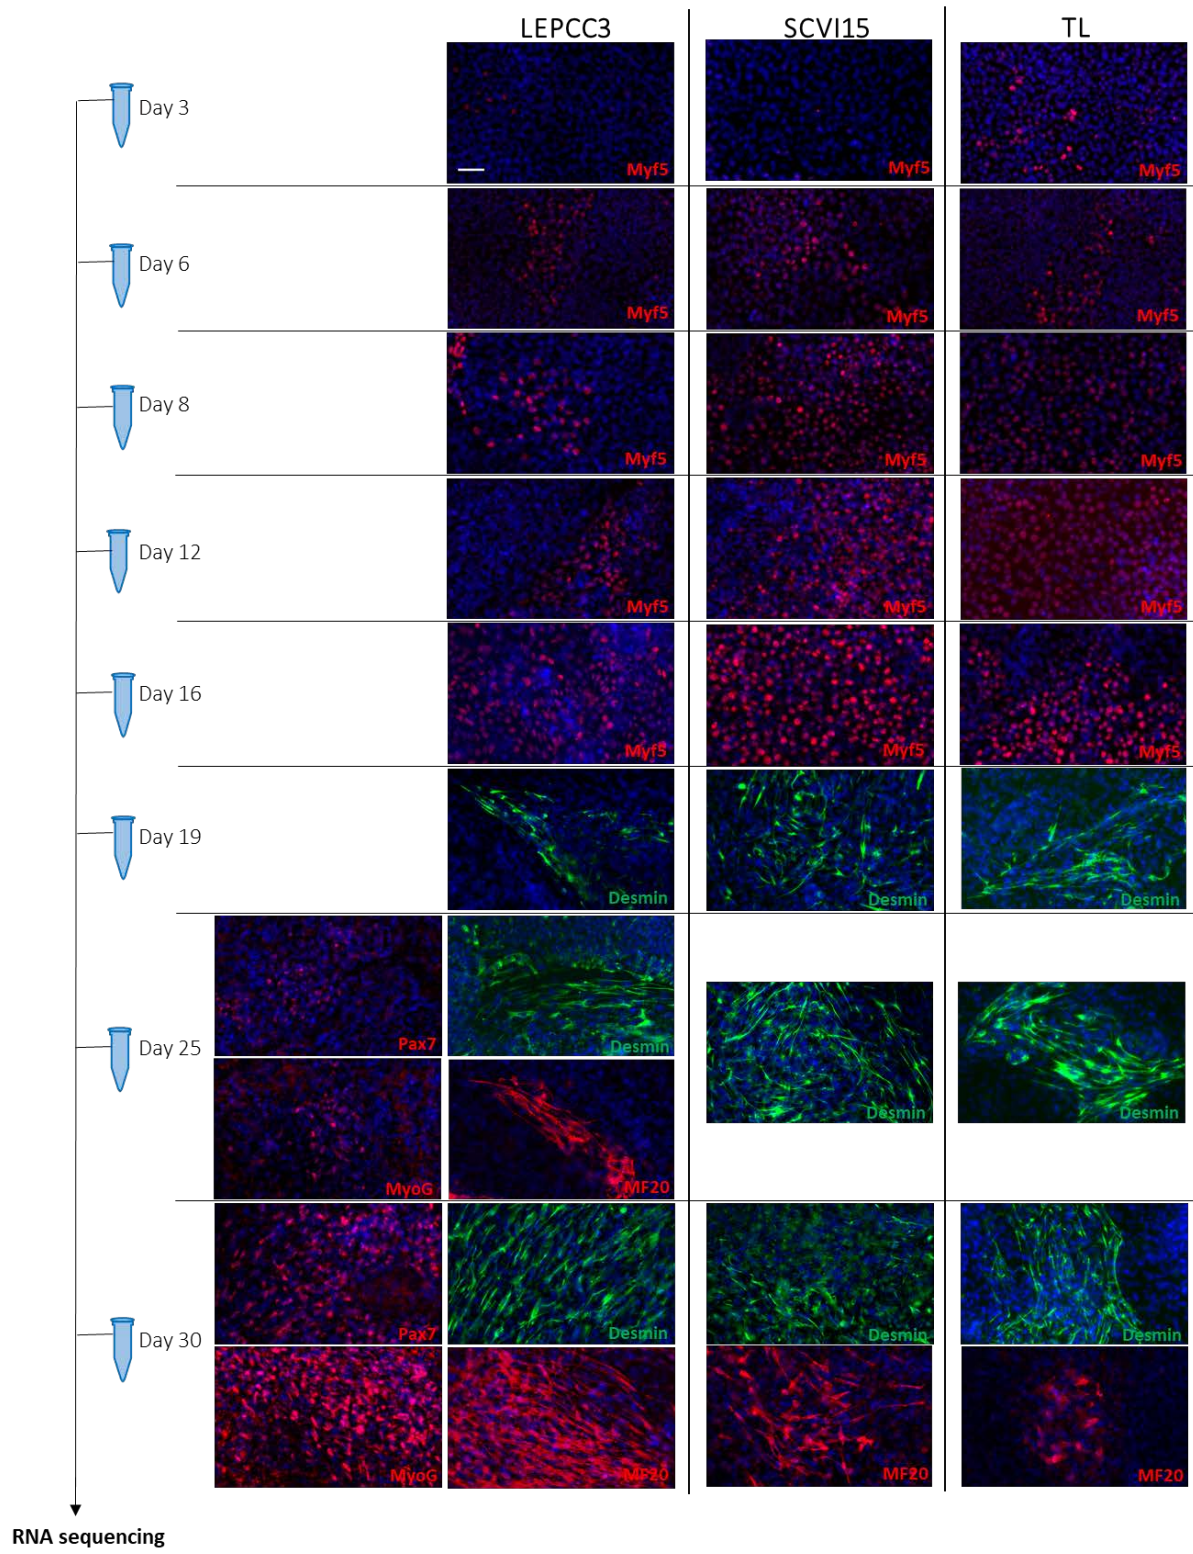 LEPCC3 SCVI15 TL
Day 3
Myf5 Myf5 Myf5
Day 6
Myf5 Myf5 Myf5
Day 8
Myf5 Myf5 Myf5
Day 12
Myf5 Myf5 Myf5
Day 16
Myf5 Myf5 Myf5
Day 19
Desmin Desmin Desmin
Day 25
Pax7 Desmin
Desmin Desmin
MyoG MF20
Day 30
Pax7 Desmin Desmin Desmin
MyoG MF20 MF20 MF20
RNA sequencing